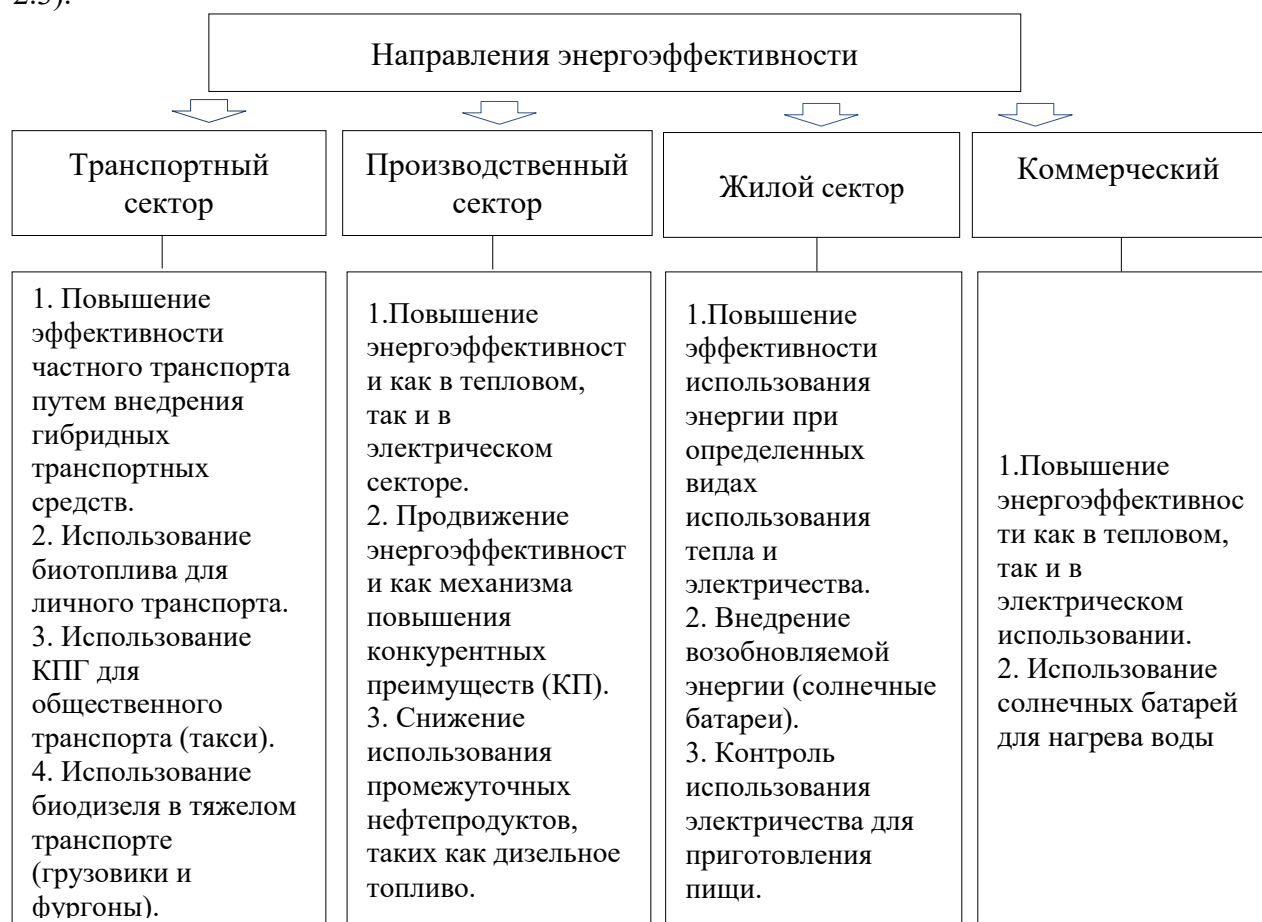 2.3).
Направления энергоэффективности
Транспортный
сектор
Производственный
сектор
Жилой сектор
Коммерческий
1. Повышение
эффективности
частного транспорта
путем внедрения
гибридных
транспортных
средств.
2. Использование
биотоплива для
личного транспорта.
3. Использование
КПГ для
общественного
транспорта (такси).
4. Использование
биодизеля в тяжелом
транспорте
(грузовики и
фургоны).
1.Повышение
энергоэффективност
и как в тепловом,
так и в
электрическом
секторе.
2. Продвижение
энергоэффективност
и как механизма
повышения
конкурентных
преимуществ (КП).
3. Снижение
использования
промежуточных
нефтепродуктов,
таких как дизельное
топливо.
1.Повышение
эффективности
использования
энергии при
определенных
видах
использования
тепла и
электричества.
2. Внедрение
возобновляемой
энергии (солнечные
батареи).
3. Контроль
использования
электричества для
приготовления
пищи.
1.Повышение
энергоэффективнос
ти как в тепловом,
так и в
электрическом
использовании.
2. Использование
солнечных батарей
для нагрева воды